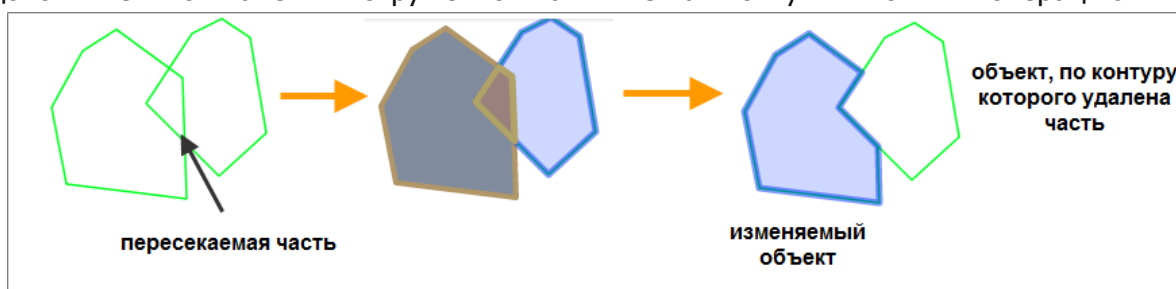 объект, по контуру
которого удалена
часть
пересекаемая часть
изменяемый
объект